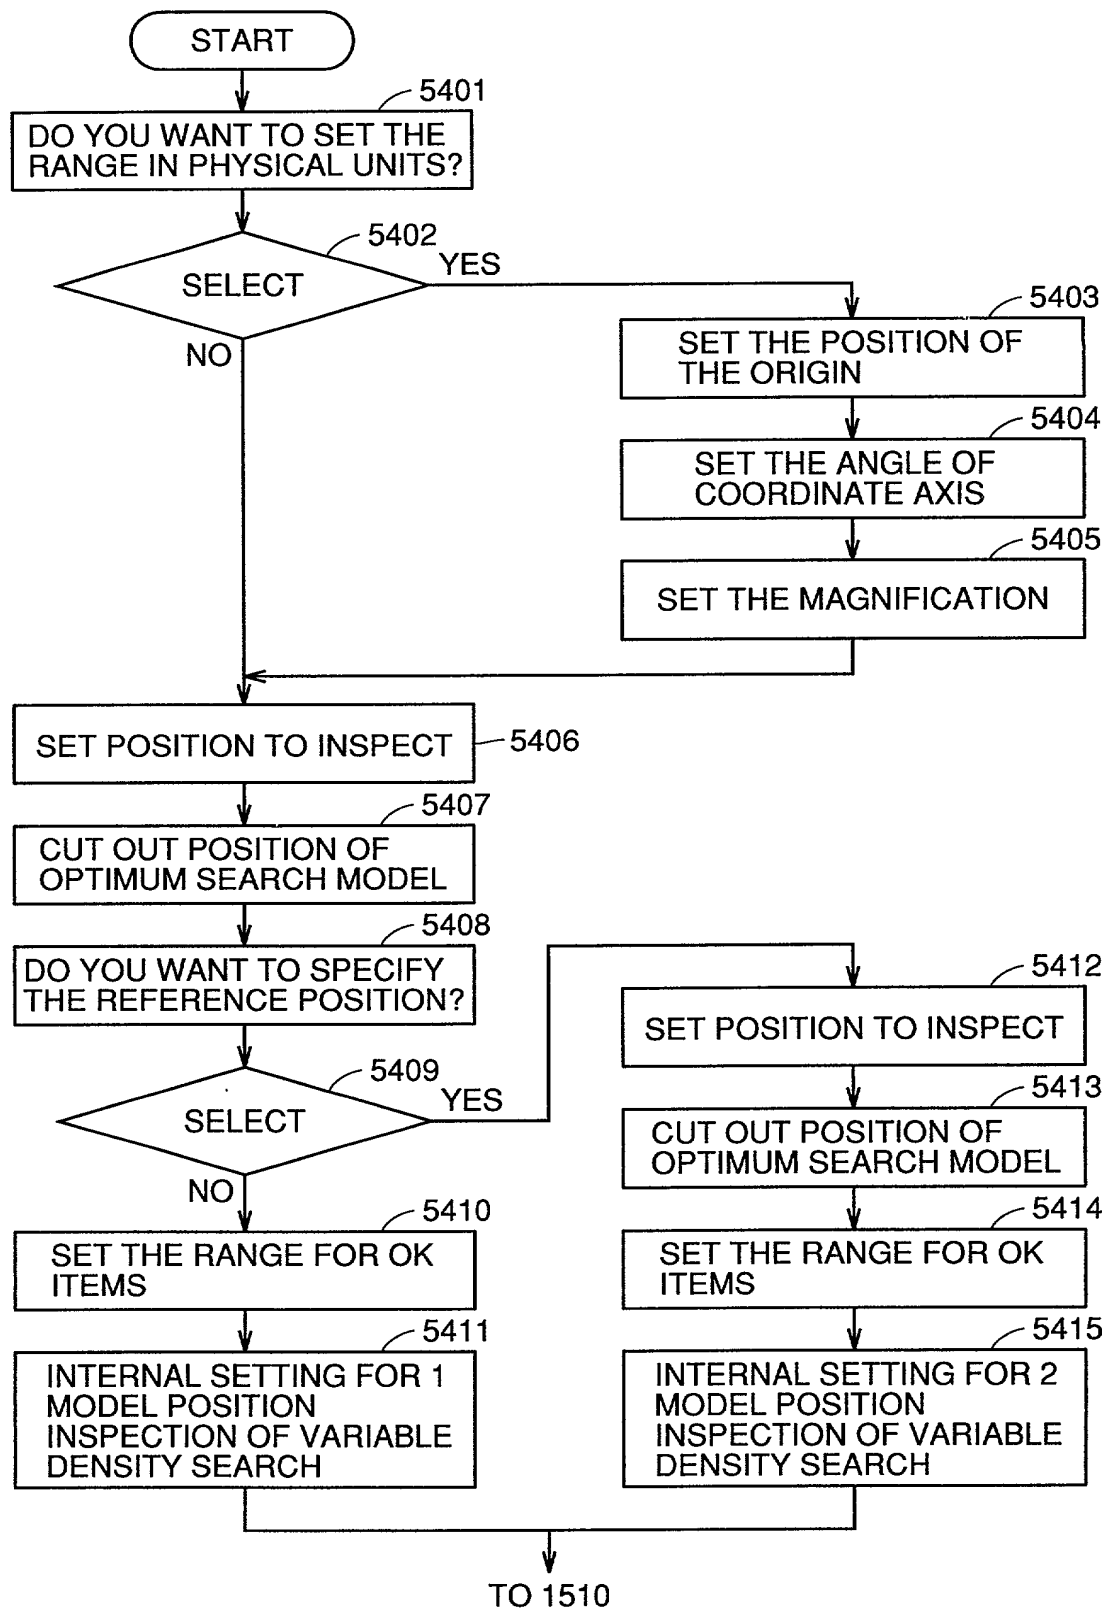 START
5401
DO YOU WANT TO SET THE
RANGE IN PHYSICAL UNITS?
5402
SELECT
YES
NO
5403
SET THE POSITION OF
THE ORIGIN
5404
SET THE ANGLE OF
COORDINATE AXIS
5405
SET THE MAGNIFICATION
SET POSITION TO INSPECT
5406
5407
CUT OUT POSITION OF
OPTIMUM SEARCH MODEL
5408
DO YOU WANT TO SPECIFY
THE REFERENCE POSITION?
5409
SELECT
YES
NO
5410
SET THE RANGE FOR OK
ITEMS
5411
INTERNAL SETTING FOR 1
MODEL POSITION
INSPECTION OF VARIABLE
DENSITY SEARCH
5412
SET POSITION TO INSPECT
5413
CUT OUT POSITION OF
OPTIMUM SEARCH MODEL
5414
SET THE RANGE FOR OK
ITEMS
5415
INTERNAL SETTING FOR 2
MODEL POSITION
INSPECTION OF VARIABLE
DENSITY SEARCH
TO 1510